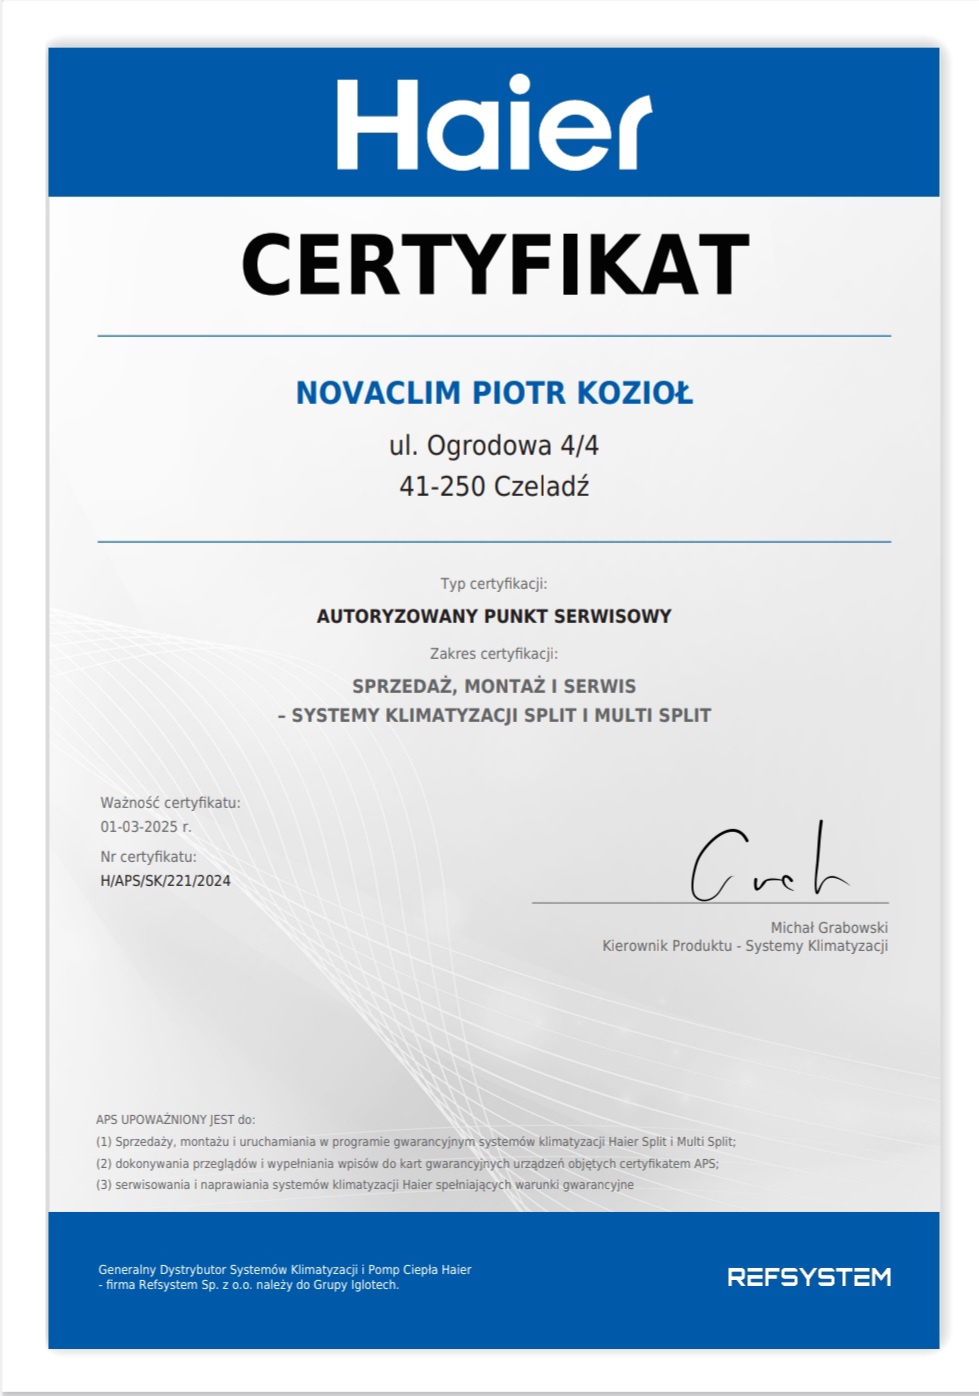 Haier
CERTYFIKAT
NOVACLIM PIOTR KOZIOŁ
ul. Ogrodowa 4/4
41-250 Czeladź
Typ certyfikacji:
AUTORYZOWANY PUNKT SERWISOWY
Zakres certyfikacji:
SPRZEDAŻ, MONTAŻ I SERWIS
– SYSTEMY KLIMATYZACJI SPLIT I MULTI SPLIT
Ważność certyfikatu:
01-03-2025 r.
Nr certyfikatu:
H/APS/SK/221/2024
Michał Grabowski
Kierownik Produktu - Systemy Klimatyzacji
APS UPOWAŻNIONY JEST do:
(1) Sprzedaży, montażu i uruchamiania w programie gwarancyjnym systemów klimatyzacji Haier Split i Multi Split;
(2) dokonywania przeglądów i wypełniania wpisów do kart gwarancyjnych urządzeń objętych certyfikatem APS;
(3) serwisowania i naprawiania systemów klimatyzacji Haier spełniających warunki gwarancyjne
Generalny Dystrybutor Systemów Klimatyzacji i Pomp Ciepła Haier
- firma Refsystem Sp. z o.o. należy do Grupy Iglotech.
REFSYSTEM